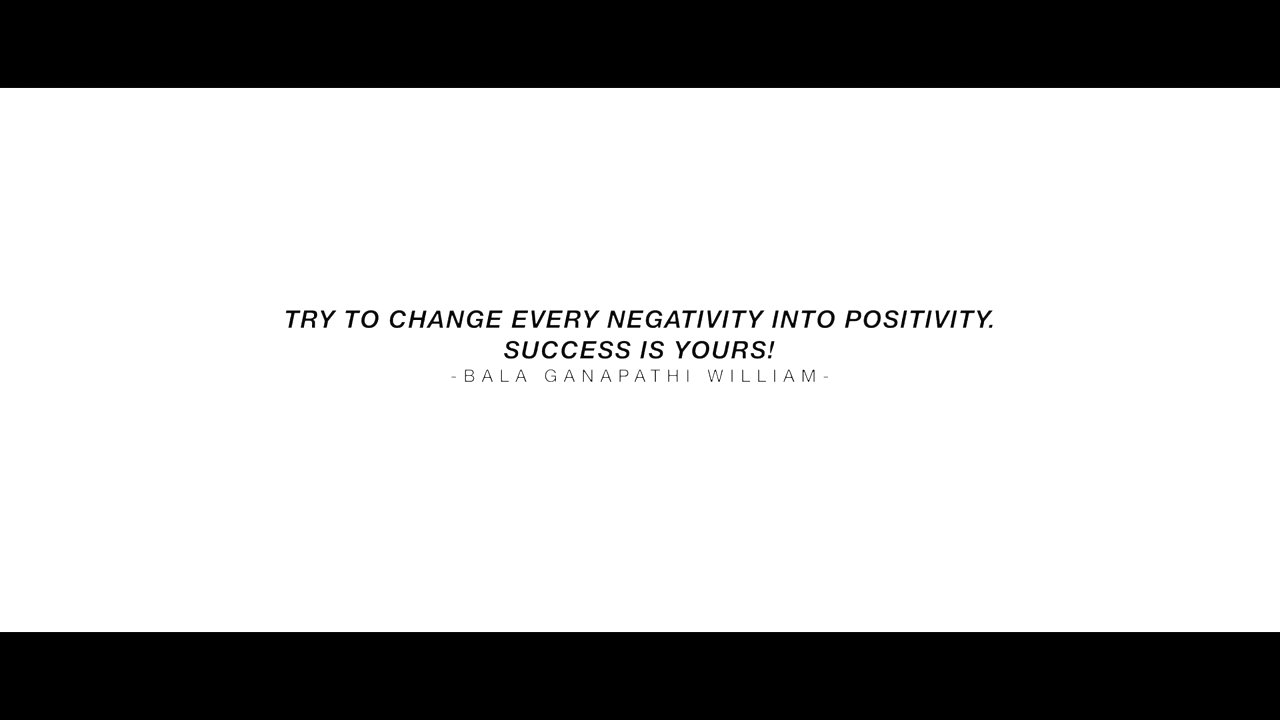 TRY TO CHANGE EVERY NEGATIVITY INTO POSITIVITY.
SUCCESS IS YOURS!
-BALA GANAPATHI WILLIAM-